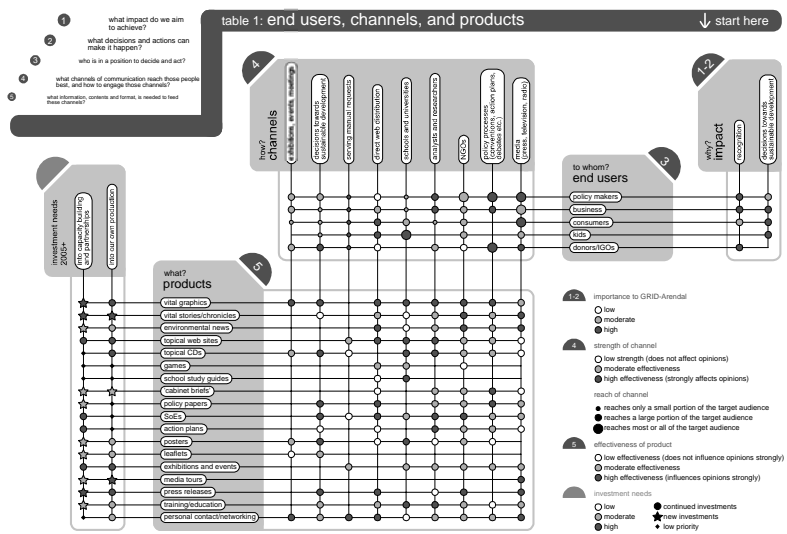 1
what impact do we aim
to achieve?
2
what decisions and actions can
make it happen?
3
who is in a position to decide and act?
4
what channels of communication reach those people
best, and how to engage those channels?
5
what information, contents and format, is needed to feed
these channels?
table 1: end users, channels, and products
start here
4
how?
channels
exhibitions, events, meetings
decisions towards
sustainable development
serving manual requests
direct web distribution
schools and universities
analysts and researchers
NGOs
policy processes
(conventions, action plans,
debates etc.)
media
(press, television, radio)
1-2
why?
impact
recognition
decisions towards
sustainable development
3
to whom?
end users
policy makers
business
consumers
kids
donors/IGOs
investment needs
2005+
into capacity building
and partnerships
into our own production
5
what?
products
vital graphics
vital stories/chronicles
environmental news
topical web sites
topical CDs
games
school study guides
'cabinet briefs'
policy papers
SoEs
action plans
posters
leaflets
exhibitions and events
media tours
press releases
training/education
personal contact/networking
1-2
importance to GRID-Arendal
low
moderate
high
4
strength of channel
low strength (does not affect opinions)
moderate effectiveness
high effectiveness (strongly affects opinions)
reach of channel
reaches only a small portion of the target audience
reaches a large portion of the target audience
reaches most or all of the target audience
5
effectiveness of product
low effectiveness (does not influence opinions strongly)
moderate effectiveness
high effectiveness (influences opinions strongly)
investment needs
low
moderate
high
continued investments
new investments
low priority